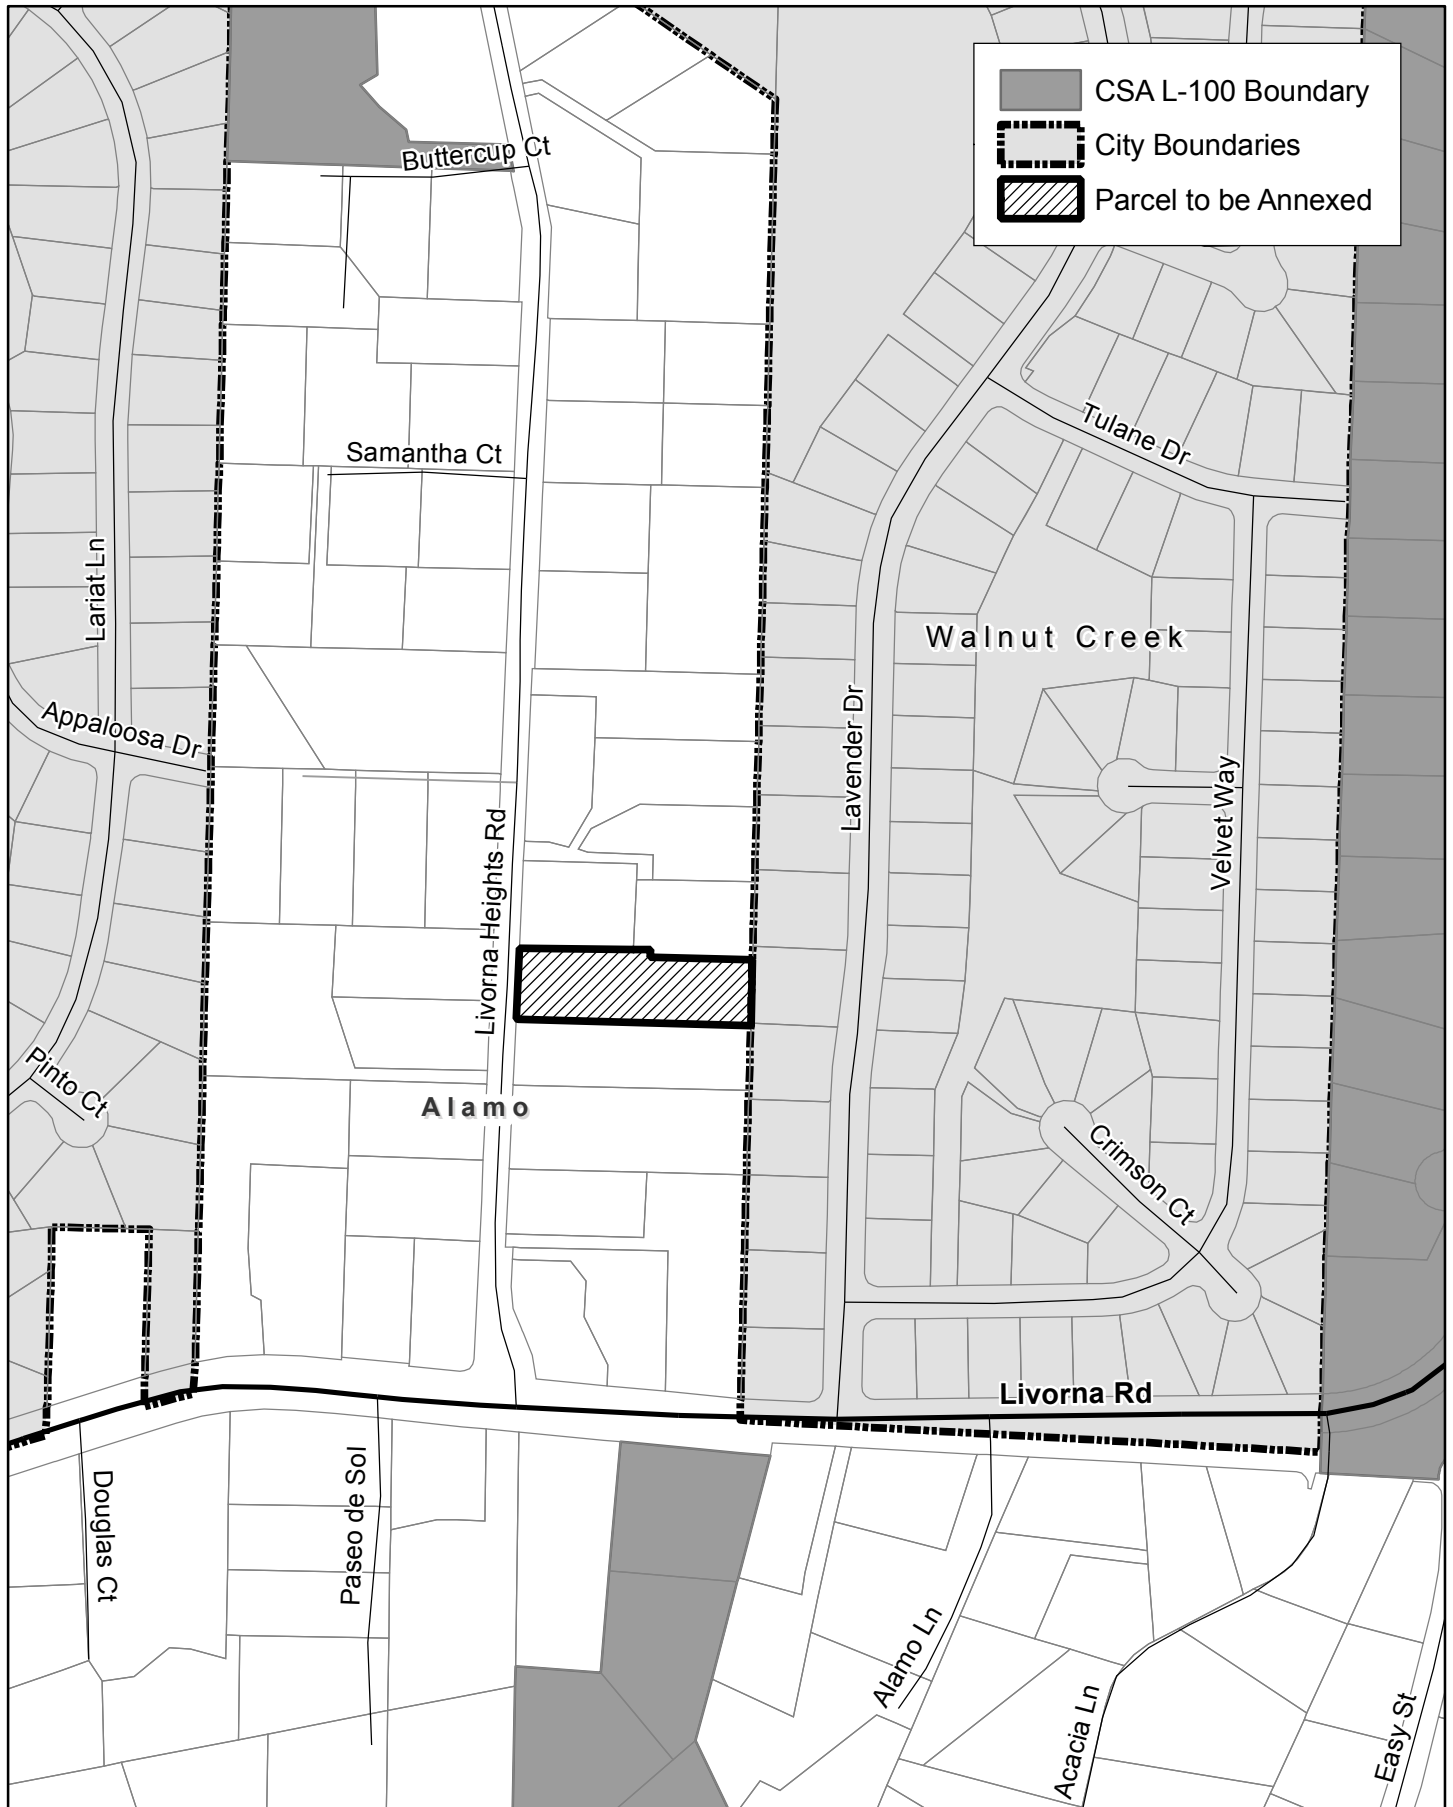 CSA L-100 Boundary
City Boundaries
Parcel to be Annexed
Buttercup Ct
Samantha Ct
Tulane Dr
Lariat Ln
Walnut Creek
Appaloosa Dr
Lavender Dr
Velvet Way
Livorna Heights Rd
Pinto Ct
Alamo
Crimson Ct
Livorna Rd
Douglas Ct
Paseo de Sol
Alamo Ln
Acacia Ln
Easy St